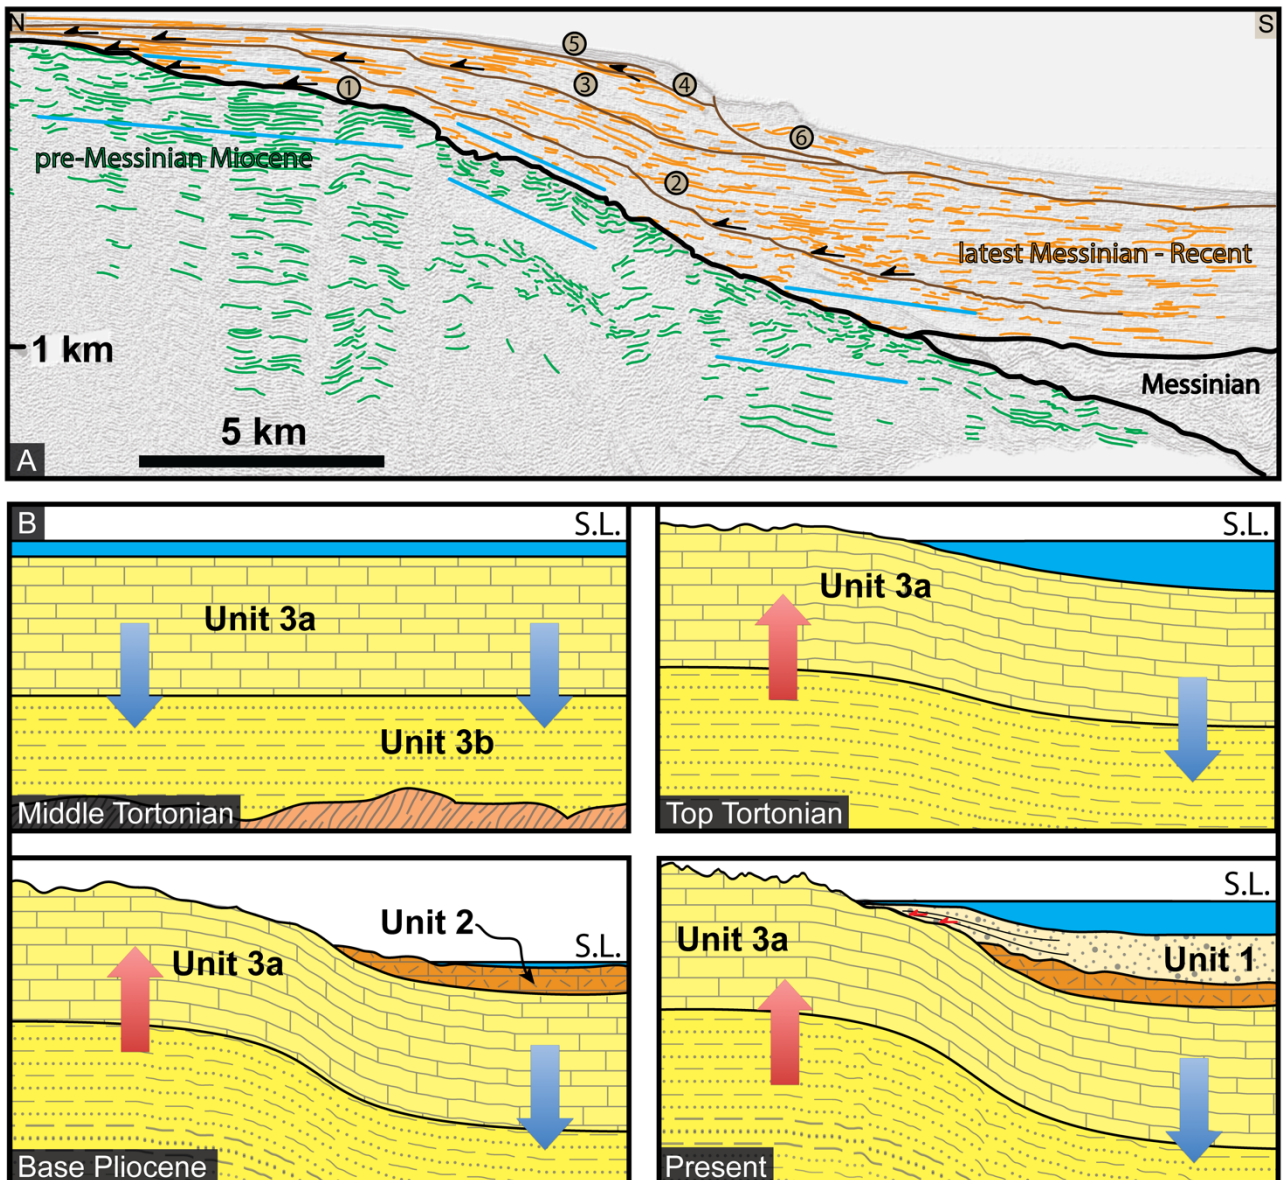 N
S
5
1
3
4
6
pre-Messinian Miocene
2
latest Messinian - Recent
1 km
Messinian
5 km
A
B
S.L.
S.L.
Unit 3a
Unit 3a
Unit 3b
Middle Tortonian
Top Tortonian
S.L.
Unit 2
S.L.
Unit 3a
Unit 3a
Unit 1
Base Pliocene
Present